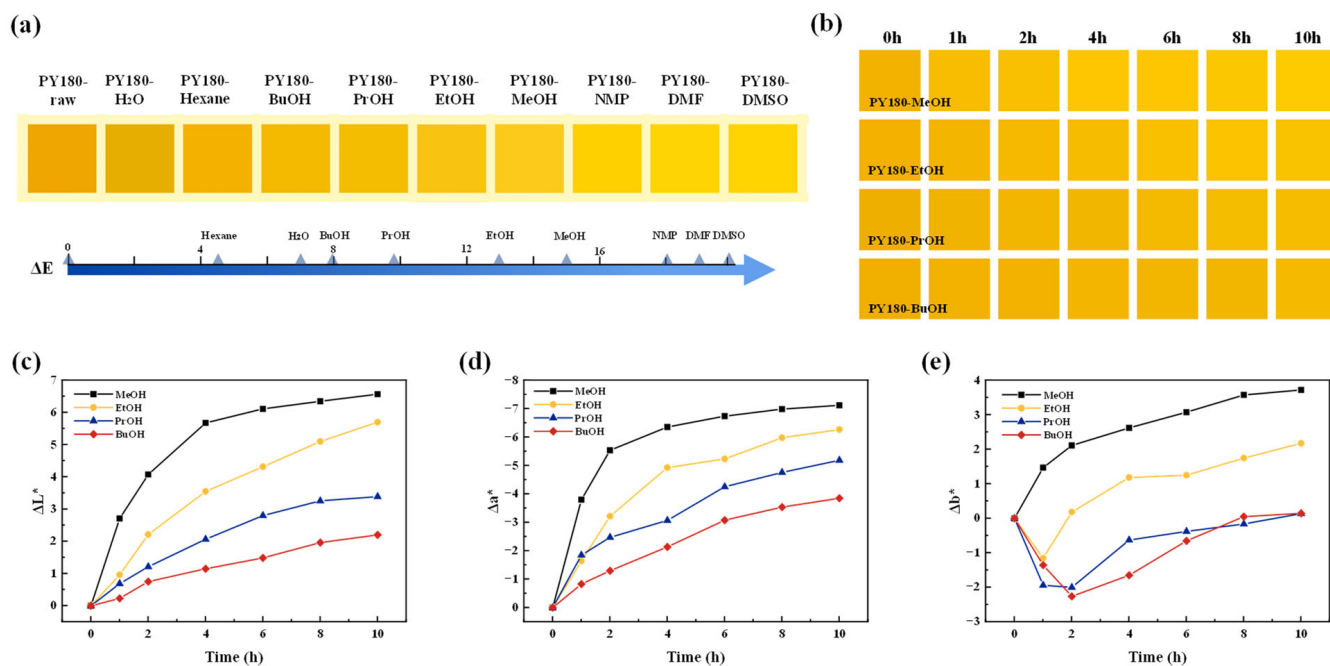 (a)
PY180- PY180- PY180- PY180- PY180- PY180- PY180- PY180- PY180- PY180-
raw H2O Hexane BuOH PrOH EtOH MeOH NMP DMF DMSO
Hexane H2O BuOH PrOH EtOH MeOH NMP DMF DMSO
0 4 8 12 16
ΔE
(b)
0h 1h 2h 4h 6h 8h 10h
PY180-MeOH
PY180-EtOH
PY180-PrOH
PY180-BuOH
(c)
7
6
5
4
3
2
1
0
ΔL*
MeOH
EtOH
PrOH
BuOH
0 2 4 6 8 10
Time (h)
(d)
-8
-7
-6
-5
-4
-3
-2
-1
0
Δa*
MeOH
EtOH
PrOH
BuOH
0 2 4 6 8 10
Time (h)
(e)
4
3
2
1
0
-1
-2
-3
Δb*
MeOH
EtOH
PrOH
BuOH
0 2 4 6 8 10
Time (h)